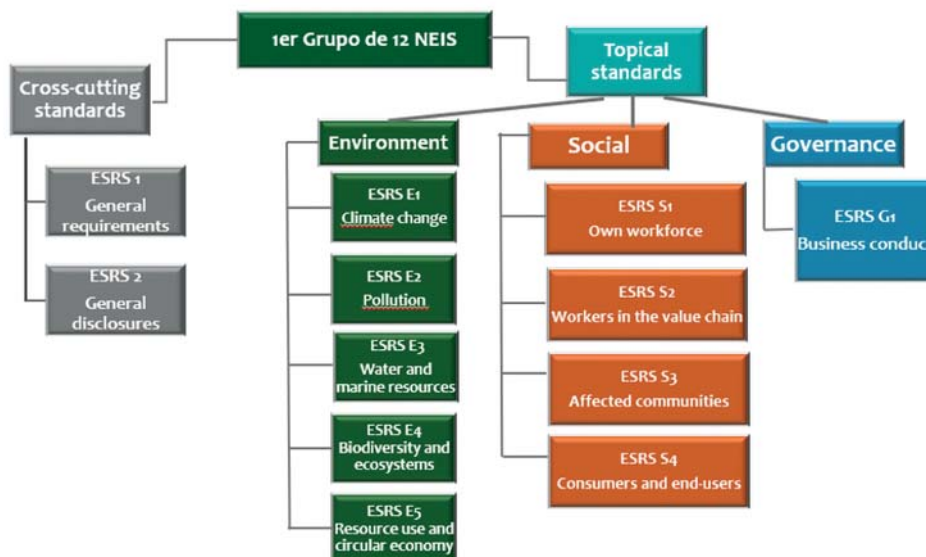 1er Grupo de 12 NEIS
Topical
standards
Cross-cutting
standards
ESRS 1
General
requirements
ESRS 2
General
disclosures
Environment
ESRS E1
Climate change
ESRS E2
Pollution
ESRS E3
Water and
marine resources
ESRS E4
Biodiversity and
ecosystems
ESRS E5
Resource use and
circular economy
Social
ESRS S1
Own workforce
ESRS S2
Workers in the value chain
ESRS S3
Affected communities
ESRS S4
Consumers and end-users
Governance
ESRS G1
Business conduc